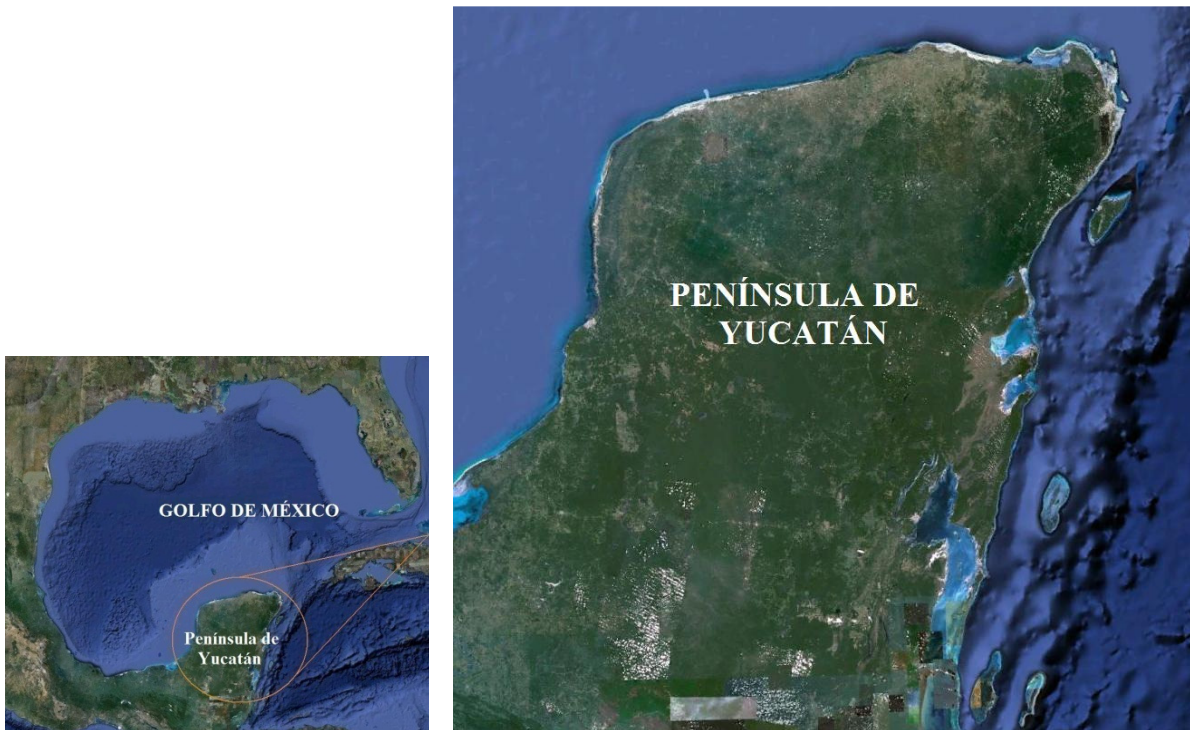 PENÍNSULA DE
YUCATÁN
GOLFO DE MÉXICO
Península de
Yucatán